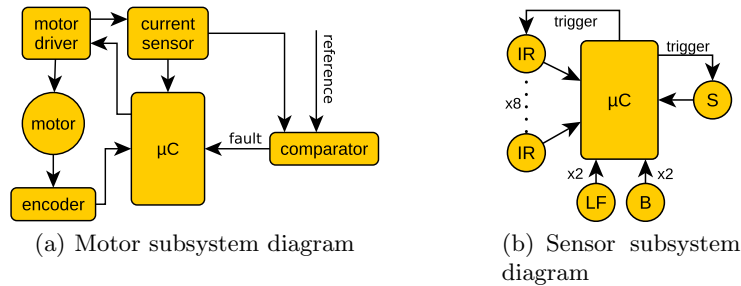 motor
driver
current
sensor
reference
motor
µC
fault
comparator
encoder
(a) Motor subsystem diagram
trigger
IR
trigger
x8
µC
S
IR
x2
x2
LF
B
(b) Sensor subsystem
diagram